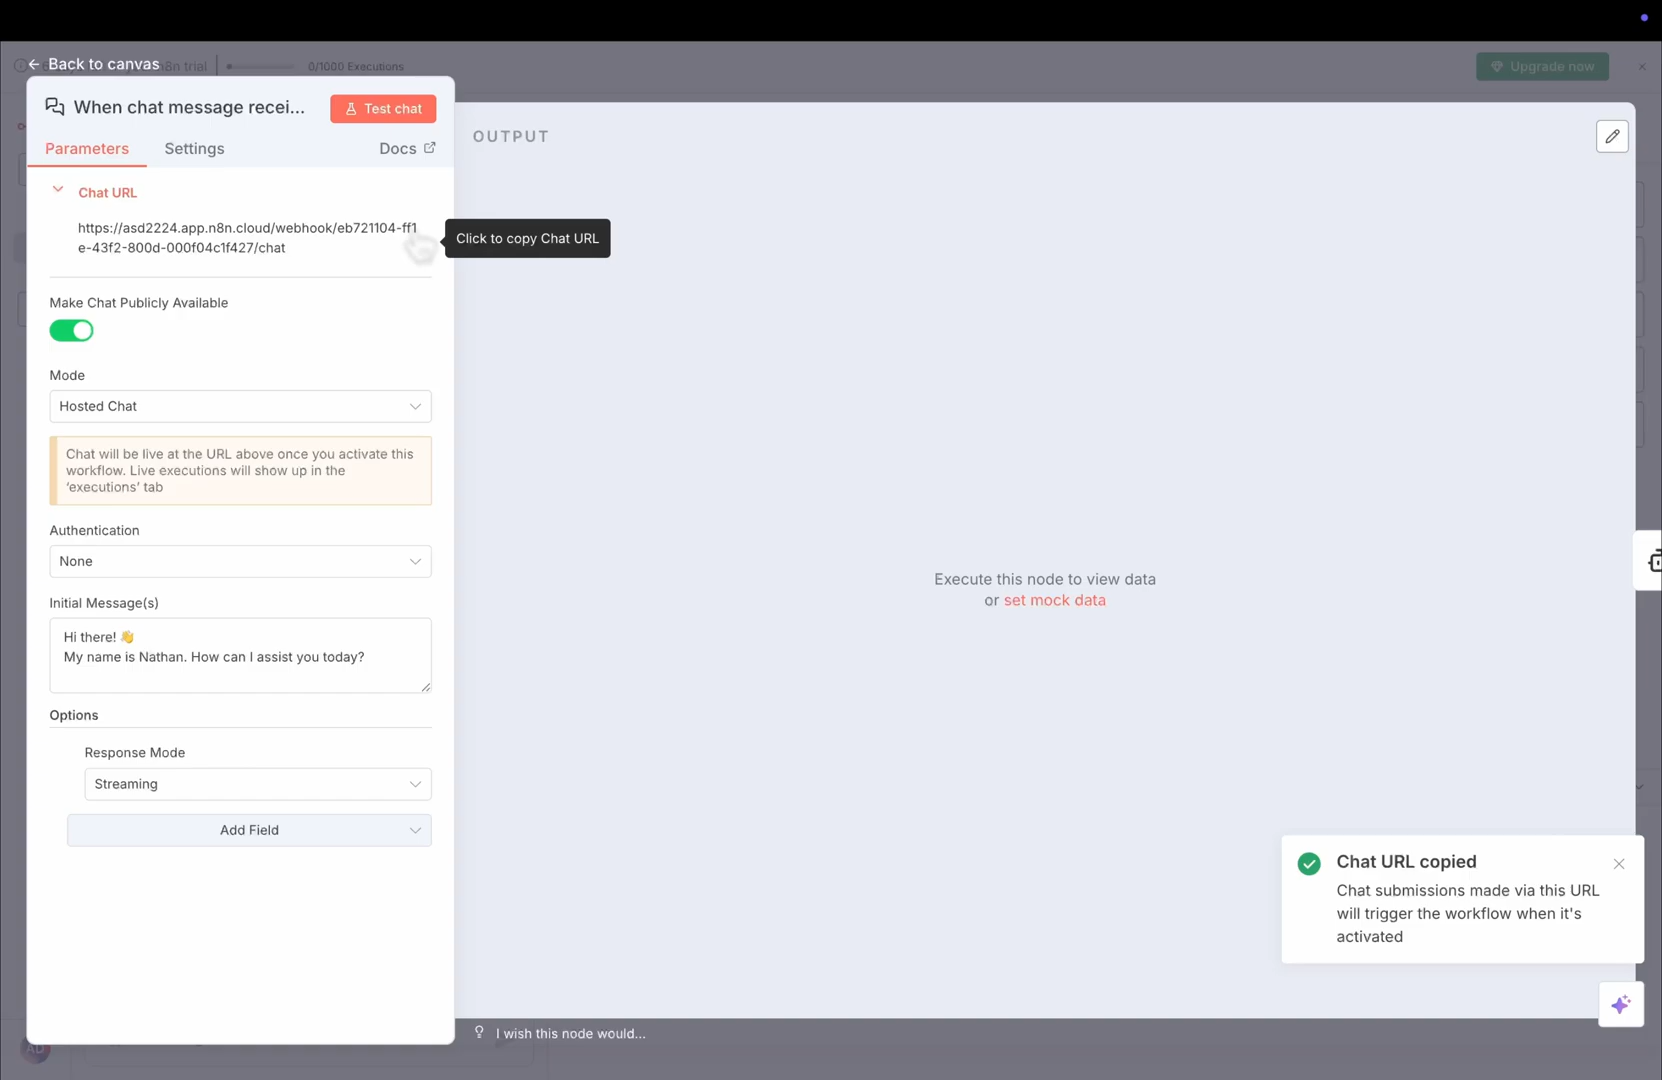 Back to canvas
n8n trial
0/1000 Executions
Upgrade now
When chat message recei...
Test chat
Parameters
Settings
Docs
OUTPUT
Chat URL
https://asd2224.app.n8n.cloud/webhook/eb721104-ff1
e-43f2-800d-000f04c1f427/chat
Click to copy Chat URL
Make Chat Publicly Available
Mode
Hosted Chat
Chat will be live at the URL above once you activate this
workflow. Live executions will show up in the
‘executions’ tab
Authentication
None
Execute this node to view data
or set mock data
Initial Message(s)
Hi there! 👋
My name is Nathan. How can I assist you today?
Options
Response Mode
Streaming
Add Field
Chat URL copied
Chat submissions made via this URL
will trigger the workflow when it's
activated
I wish this node would...
AD